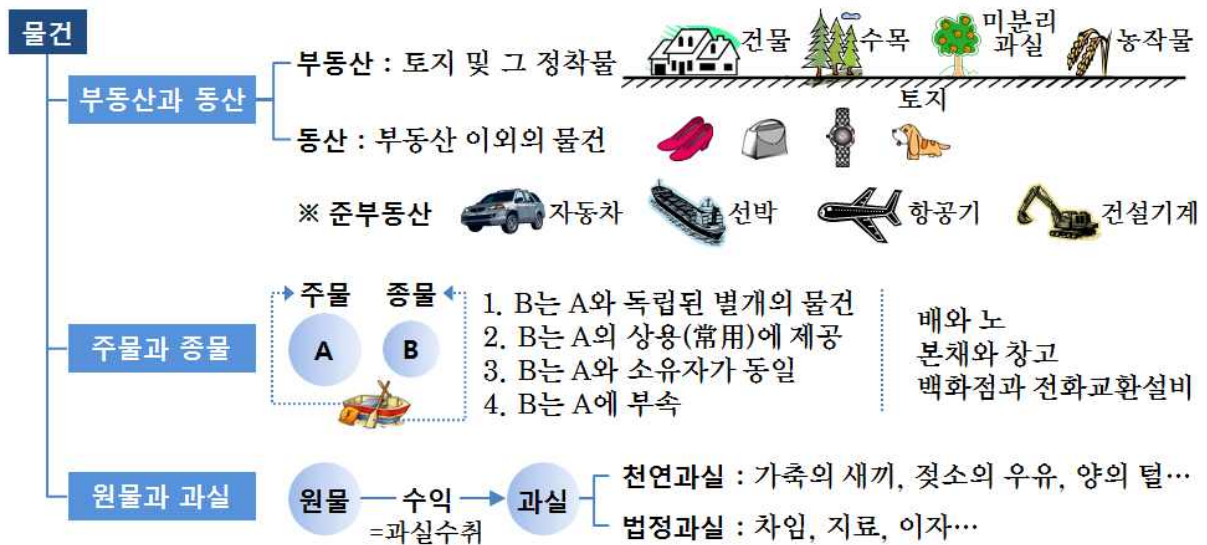 물건
부동산과 동산
부동산 : 토지 및 그 정착물
건물
수목
미분리
과실
농작물
토지
동산 : 부동산 이외의 물건
※ 준부동산
자동차
선박
항공기
건설기계
주물과 종물
주물
종물
A
B
1. B는 A와 독립된 별개의 물건
2. B는 A의 상용(常用)에 제공
3. B는 A와 소유자가 동일
4. B는 A에 부속
배와 노
본채와 창고
백화점과 전화교환설비
원물과 과실
원물
수익
=과실수취
과실
천연과실 : 가축의 새끼, 젖소의 우유, 양의 털…
법정과실 : 차임, 지료, 이자…